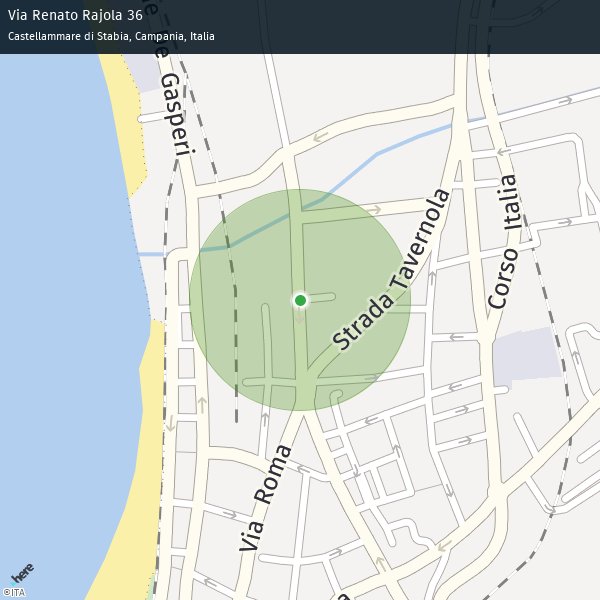 Via Renato Rajola 36
Castellammare di Stabia, Campania, Italia
Gasperi
Corso Italia
Strada Tavernola
Via Roma
here
©ITA